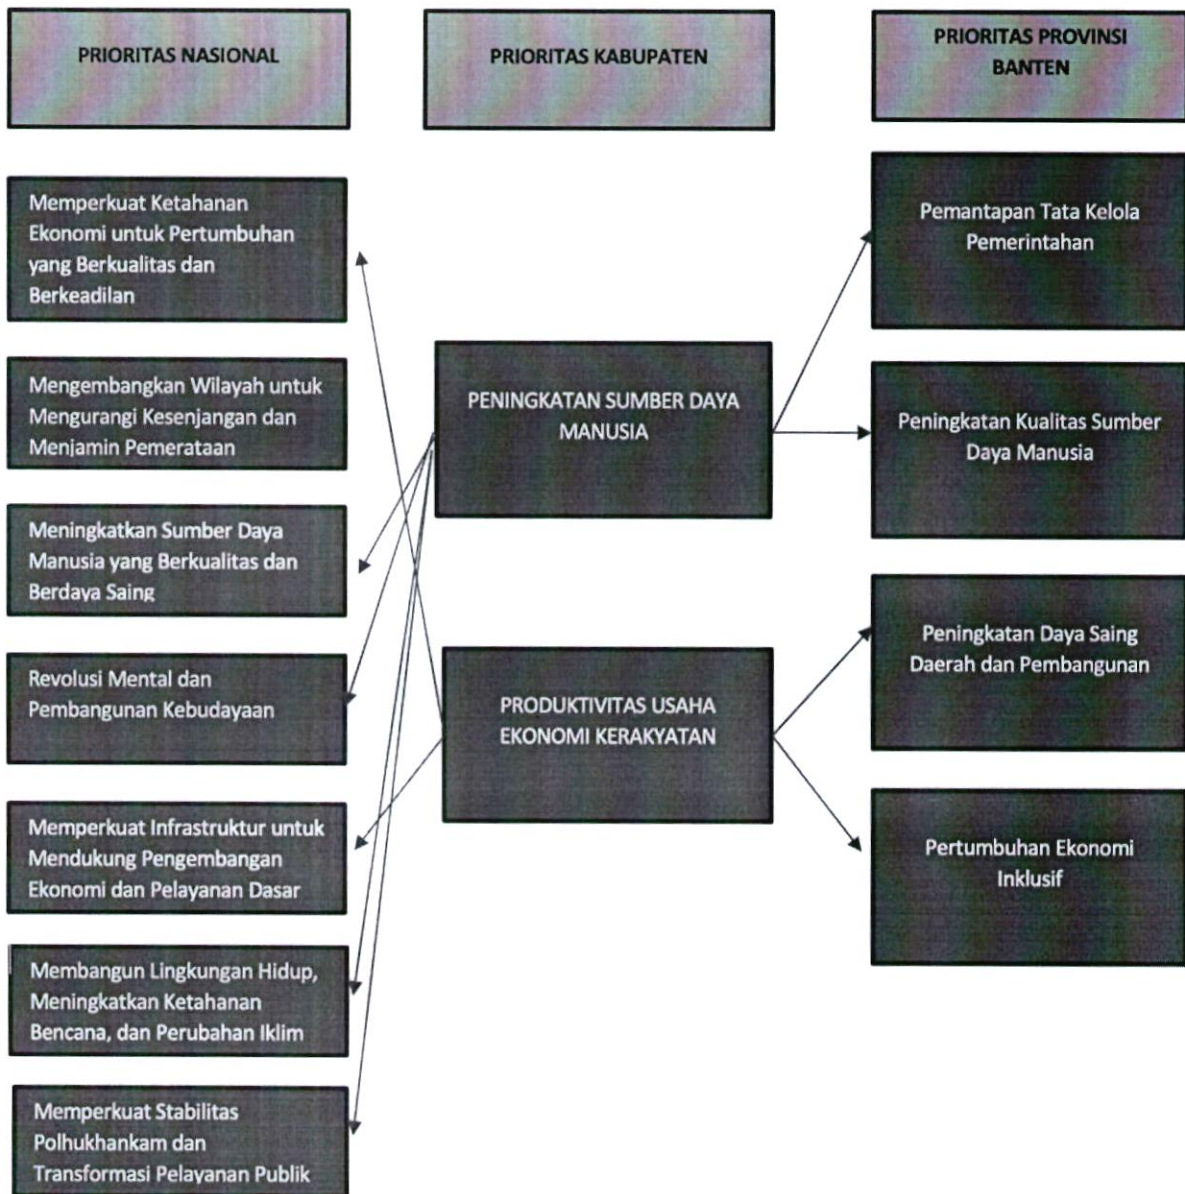 PRIORITAS NASIONAL
PRIORITAS KABUPATEN
PRIORITAS PROVINSI
BANTEN
Memperkuat Ketahanan
Ekonomi untuk Pertumbuhan
yang Berkualitas dan
Berkeadilan
Mengembangkan Wilayah untuk
Mengurangi Kesenjangan dan
Menjamin Pemerataan
Meningkatkan Sumber Daya
Manusia yang Berkualitas dan
Berdaya Saing
Revolusi Mental dan
Pembangunan Kebudayaan
Memperkuat Infrastruktur untuk
Mendukung Pengembangan
Ekonomi dan Pelayanan Dasar
Membangun Lingkungan Hidup,
Meningkatkan Ketahanan
Bencana, dan Perubahan Iklim
Memperkuat Stabilitas
Polhukhankam dan
Transformasi Pelayanan Publik
PENINGKATAN SUMBER DAYA
MANUSIA
PRODUKTIVITAS USAHA
EKONOMI KERAKYATAN
Pemantapan Tata Kelola
Pemerintahan
Peningkatan Kualitas Sumber
Daya Manusia
Peningkatan Daya Saing
Daerah dan Pembangunan
Pertumbuhan Ekonomi
Inklusif